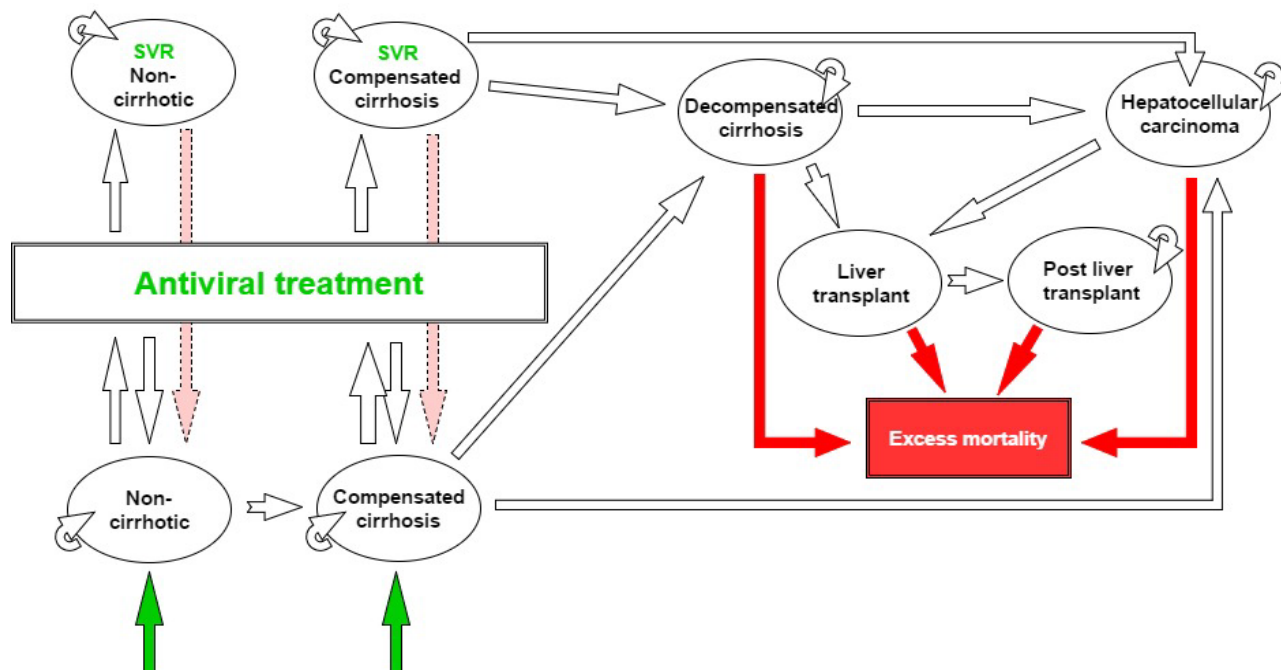 SVR
Non-
cirrhotic
SVR
Compensated
cirrhosis
Decompensated
cirrhosis
Hepatocellular
carcinoma
Antiviral treatment
Liver
transplant
Post liver
transplant
Excess mortality
Non-
cirrhotic
Compensated
cirrhosis